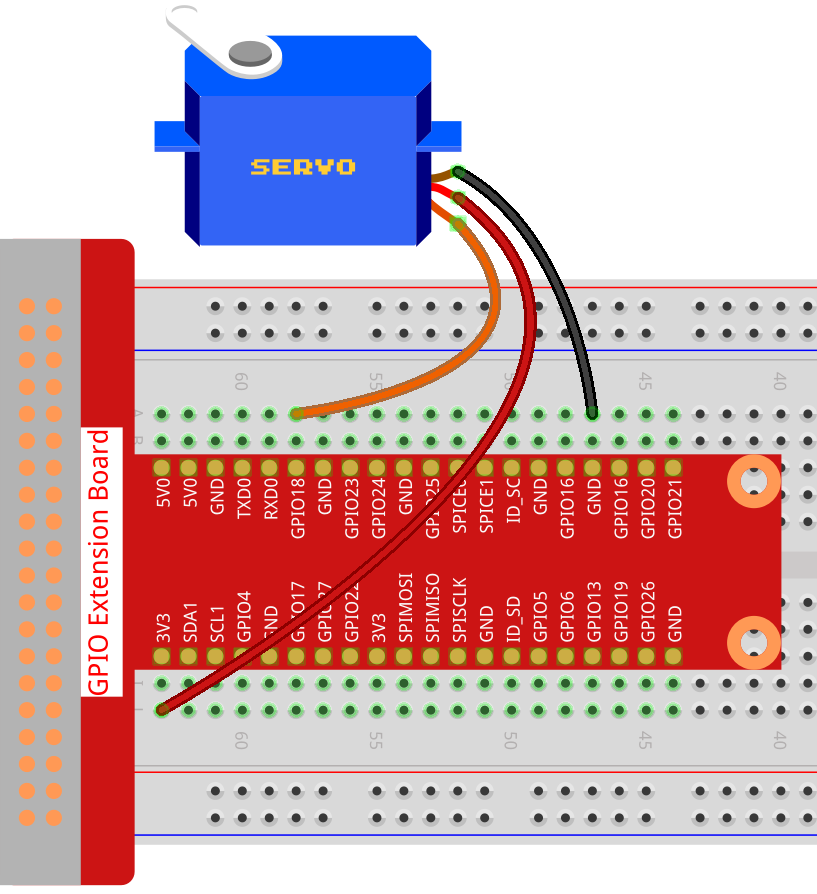 SERVO
60
55
50
45
40
A
B
5V0
5V0
GND
TXD0
RXD0
GPIO18
GND
GPIO23
GPIO24
GND
GPIO25
SPICE0
SPICE1
ID_SC
GND
GPIO16
GND
GPIO16
GPIO20
GPIO21
GPIO Extension Board
3V3
SDA1
SCL1
GPIO4
GND
GPIO17
GPIO27
GPIO22
3V3
SPIMOSI
SPIMISO
SPISCLK
GND
ID_SD
GPIO5
GPIO6
GPIO13
GPIO19
GPIO26
GND
I
60
55
50
45
40